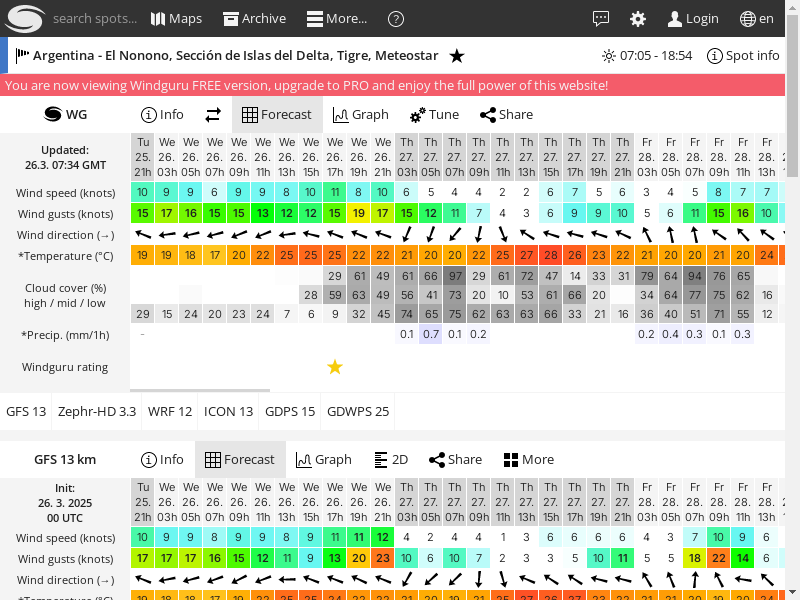 search spots... Maps Archive More... ? Login en
Argentina - El Nonono, Sección de Islas del Delta, Tigre, Meteostar ★ 07:05 - 18:54 Spot info
You are now viewing Windguru FREE version, upgrade to PRO and enjoy the full power of this website!
WG Info Forecast Graph Tune Share
Updated:
26.3. 07:34 GMT
Tu We We We We We We We We We We Th Th Th Th Th Th Th Th Th Th Fr Fr Fr Fr Fr Fr
25. 26. 26. 26. 26. 26. 26. 26. 26. 26. 26. 27. 27. 27. 27. 27. 27. 27. 27. 27. 27. 28. 28. 28. 28. 28. 28.
21h 03h 05h 07h 09h 11h 13h 15h 17h 19h 21h 03h 05h 07h 09h 11h 13h 15h 17h 19h 21h 03h 05h 07h 09h 11h 13h
Wind speed (knots) 10 9 9 6 9 9 8 10 11 8 10 6 5 4 4 2 2 6 7 5 6 3 4 5 8 7 7
Wind gusts (knots) 15 17 16 15 15 13 12 12 15 19 17 15 12 11 7 4 3 6 9 9 10 5 6 11 15 16 10
Wind direction (→)
*Temperature (°C) 19 19 18 17 20 22 25 25 25 22 22 21 20 20 22 25 27 28 26 23 22 21 20 20 21 20 24
Cloud cover (%)
high / mid / low
29 61 49 61 66 97 29 61 72 47 14 33 31 79 64 94 76 65
28 59 63 49 56 41 73 20 10 53 61 66 20 34 64 77 75 62 16
29 15 24 20 23 24 7 6 9 32 45 74 65 75 62 63 63 66 33 21 16 36 40 51 71 55 12
*Precip. (mm/1h) - 0.1 0.7 0.1 0.2 0.2 0.4 0.3 0.1 0.3
Windguru rating ★
GFS 13 Zephr-HD 3.3 WRF 12 ICON 13 GDPS 15 GDWPS 25
GFS 13 km Info Forecast Graph 2D Share More
Init:
26. 3. 2025
00 UTC
Tu We We We We We We We We We We Th Th Th Th Th Th Th Th Th Th Fr Fr Fr Fr Fr Fr
25. 26. 26. 26. 26. 26. 26. 26. 26. 26. 26. 27. 27. 27. 27. 27. 27. 27. 27. 27. 27. 28. 28. 28. 28. 28. 28.
21h 03h 05h 07h 09h 11h 13h 15h 17h 19h 21h 03h 05h 07h 09h 11h 13h 15h 17h 19h 21h 03h 05h 07h 09h 11h 13h
Wind speed (knots) 10 9 9 8 9 9 8 9 11 11 12 4 2 4 4 1 3 6 6 6 6 4 3 7 10 9 6
Wind gusts (knots) 17 17 17 16 15 12 11 9 13 20 23 10 6 10 7 2 3 3 5 10 11 5 5 18 22 14 6
Wind direction (→)